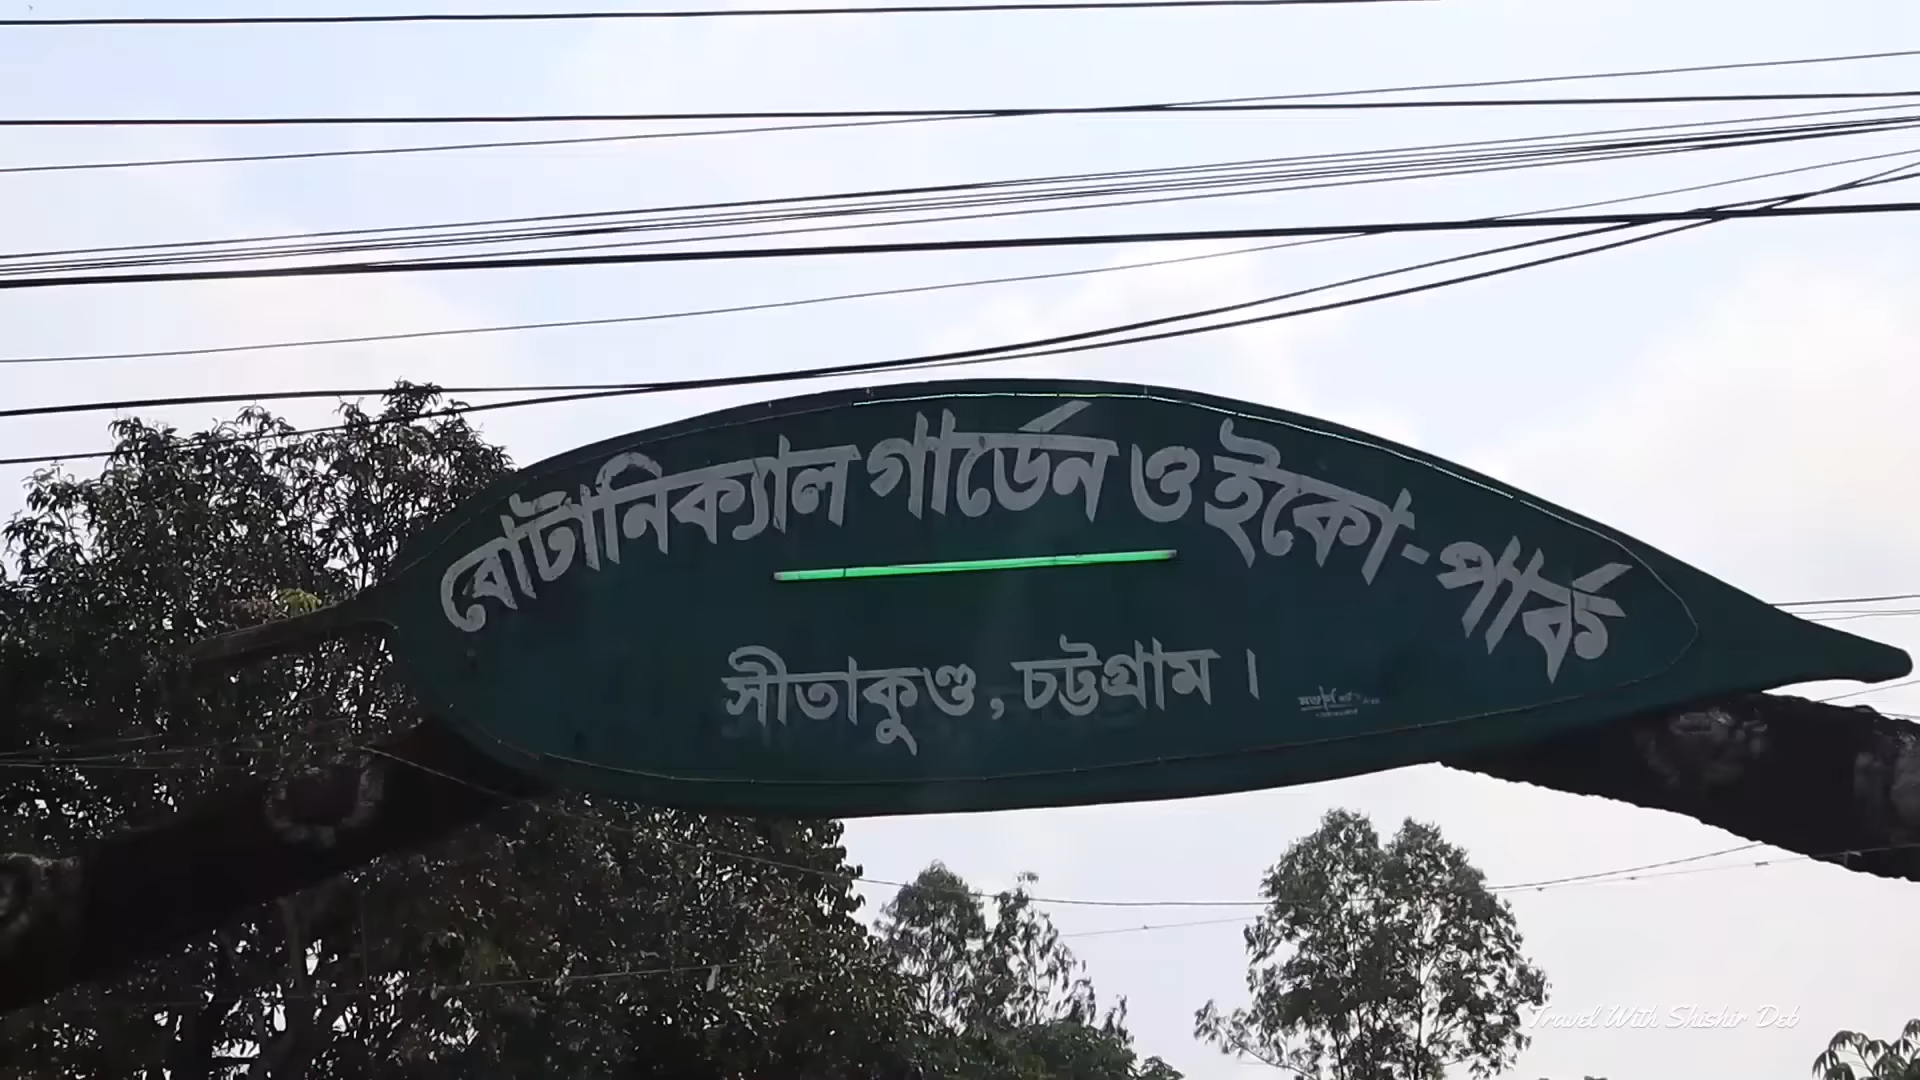 বোটানিক্যাল গার্ডেন ও ইকো-পার্ক
সীতাকুণ্ড, চট্টগ্রাম।
Travel With Shishir Deb